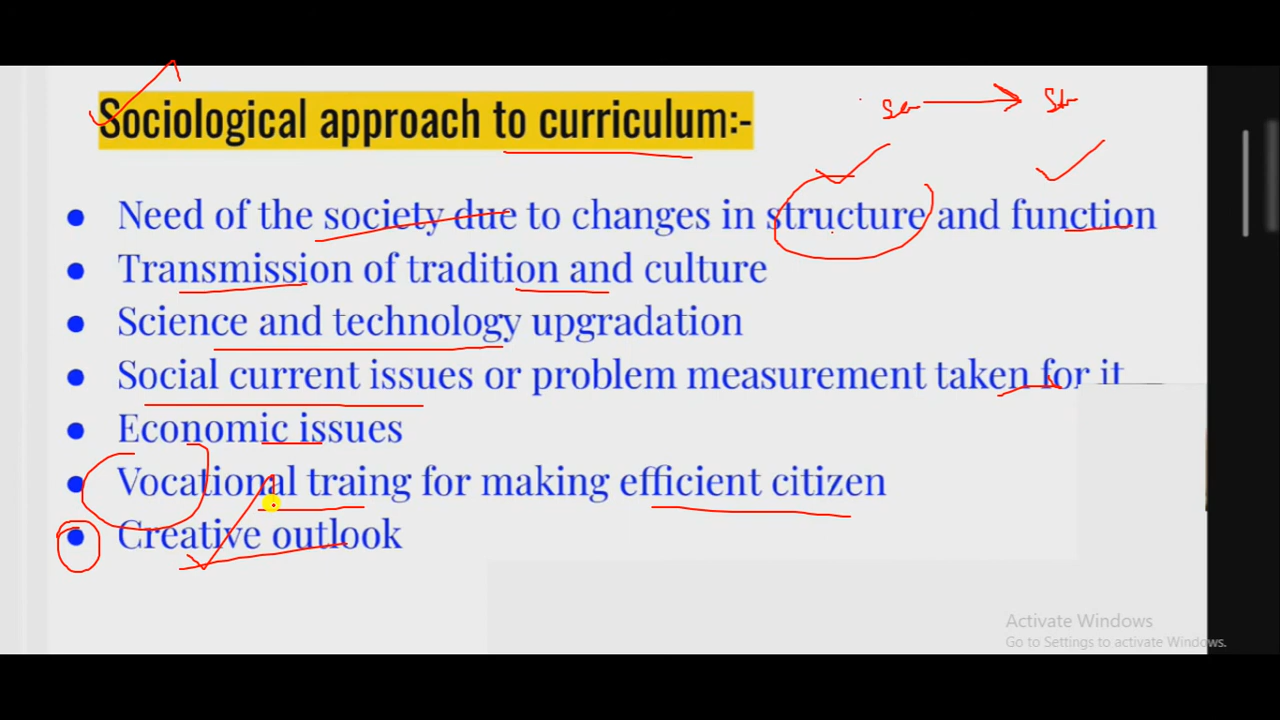 Sociological approach to curriculum:-
● Need of the society due to changes in structure and function
● Transmission of tradition and culture
● Science and technology upgradation
● Social current issues or problem measurement taken for it
● Economic issues
● Vocational traing for making efficient citizen
● Creative outlook
Activate Windows
Go to Settings to activate Windows.